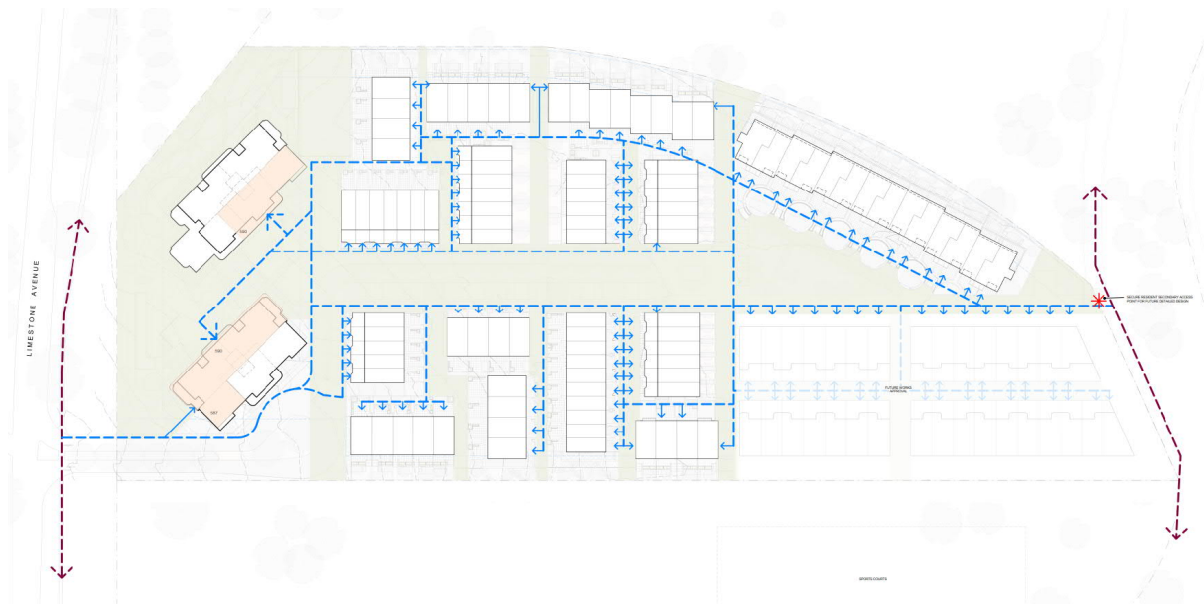 SECURE RESIDENT SECONDARY ACCESS
POINT FOR FUTURE DETAILED DESIGN
LIMESTONE AVENUE
FUTURE WORKS
APPROVAL
SPORTS COURTS